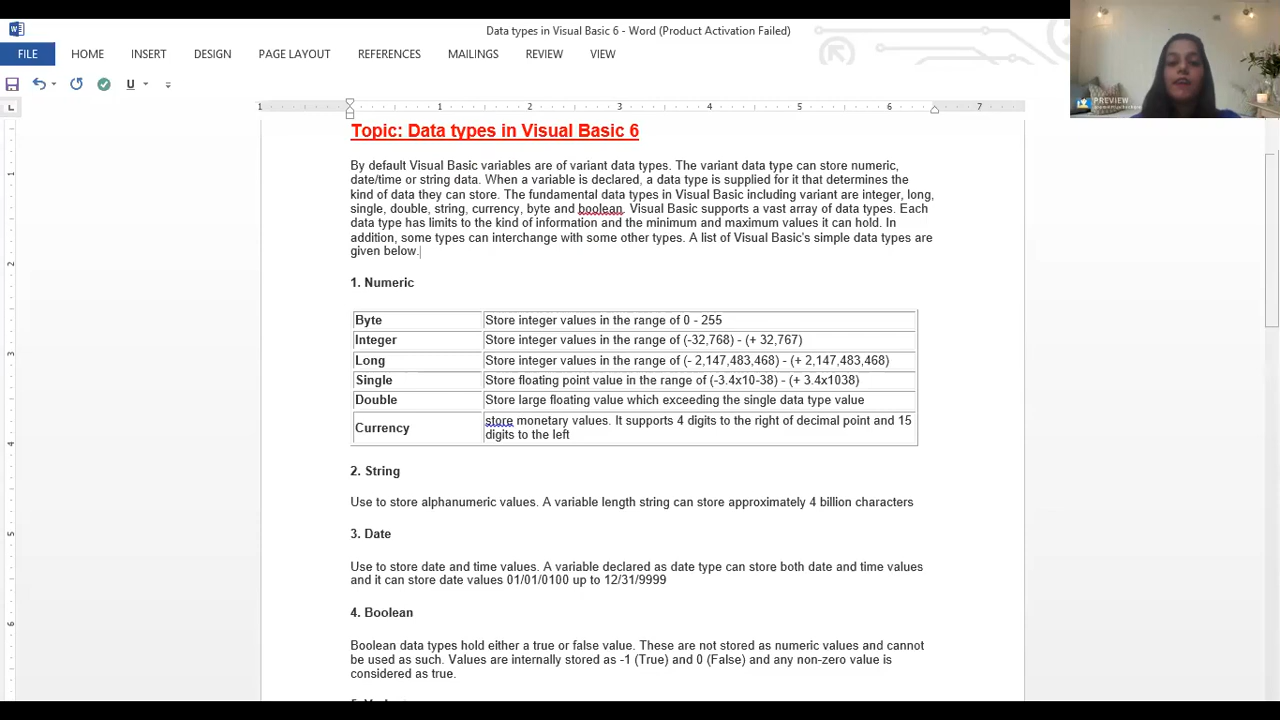 Data types in Visual Basic 6 - Word (Product Activation Failed)
FILE HOME INSERT DESIGN PAGE LAYOUT REFERENCES MAILINGS REVIEW VIEW
U
L
1 1 2 3 4 5 6 7
PREVIEW
Topic: Data types in Visual Basic 6
By default Visual Basic variables are of variant data types. The variant data type can store numeric,
date/time or string data. When a variable is declared, a data type is supplied for it that determines the
kind of data they can store. The fundamental data types in Visual Basic including variant are integer, long,
single, double, string, currency, byte and boolean. Visual Basic supports a vast array of data types. Each
data type has limits to the kind of information and the minimum and maximum values it can hold. In
addition, some types can interchange with some other types. A list of Visual Basic's simple data types are
given below.
1. Numeric
Byte Store integer values in the range of 0 - 255
Integer Store integer values in the range of (-32,768) - (+ 32,767)
Long Store integer values in the range of (- 2,147,483,468) - (+ 2,147,483,468)
Single Store floating point value in the range of (-3.4x10-38) - (+ 3.4x1038)
Double Store large floating value which exceeding the single data type value
Currency store monetary values. It supports 4 digits to the right of decimal point and 15
digits to the left
2. String
Use to store alphanumeric values. A variable length string can store approximately 4 billion characters
3. Date
Use to store date and time values. A variable declared as date type can store both date and time values
and it can store date values 01/01/0100 up to 12/31/9999
4. Boolean
Boolean data types hold either a true or false value. These are not stored as numeric values and cannot
be used as such. Values are internally stored as -1 (True) and 0 (False) and any non-zero value is
considered as true.
1
2
3
4
5
6